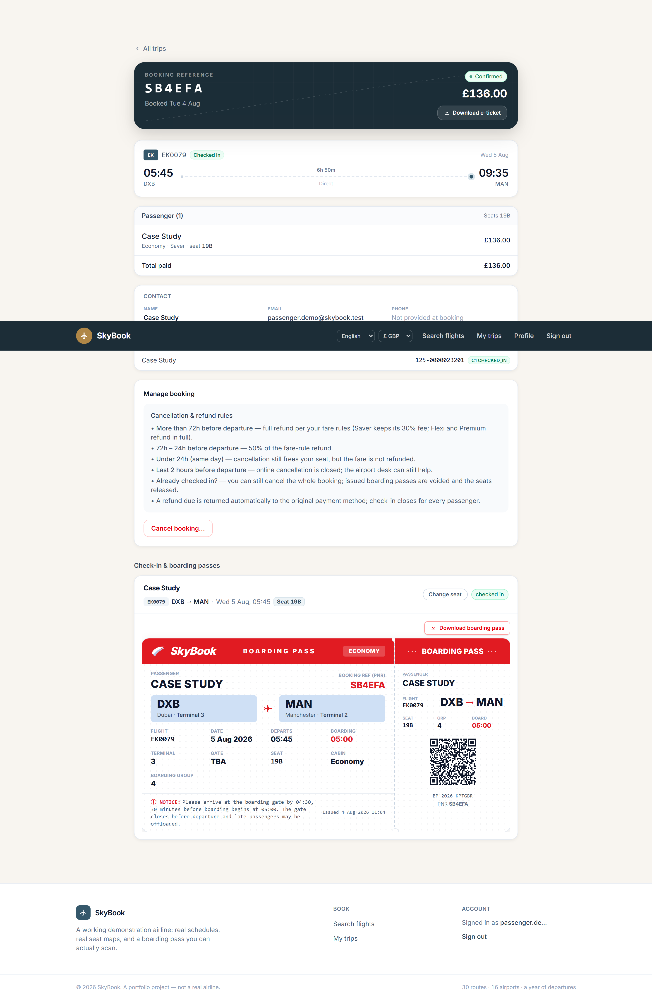 All trips
BOOKING REFERENCE
SB4EFA
Booked Tue 4 Aug
Confirmed
£136.00
Download e-ticket
EK EK0079 Checked in Wed 5 Aug
05:45 6h 50m 09:35
DXB Direct MAN
Passenger (1) Seats 19B
Case Study
Economy · Saver · seat 19B £136.00
Total paid £136.00
CONTACT
NAME EMAIL PHONE
Case Study passenger.demo@skybook.test Not provided at booking
SkyBook English £ GBP Search flights My trips Profile Sign out
Case Study 125-0000023201 C1 CHECKED_IN
Manage booking
Cancellation & refund rules
• More than 72h before departure — full refund per your fare rules (Saver keeps its 30% fee; Flexi and Premium
refund in full).
• 72h – 24h before departure — 50% of the fare-rule refund.
• Under 24h (same day) — cancellation still frees your seat, but the fare is not refunded.
• Last 2 hours before departure — online cancellation is closed; the airport desk can still help.
• Already checked in? — you can still cancel the whole booking; issued boarding passes are voided and the seats
released.
• A refund due is returned automatically to the original payment method; check-in closes for every passenger.
Cancel booking...
Check-in & boarding passes
Case Study
EK0079 DXB → MAN · Wed 5 Aug, 05:45 Seat 19B
Change seat checked in
Download boarding pass
SkyBook BOARDING PASS ECONOMY
PASSENGER
CASE STUDY
BOOKING REF (PNR)
SB4EFA
DXB
Dubai · Terminal 3
MAN
Manchester · Terminal 2
FLIGHT DATE DEPARTS BOARDING
EK0079 5 Aug 2026 05:45 05:00
TERMINAL GATE SEAT CABIN
3 TBA 19B Economy
BOARDING GROUP
4
NOTICE: Please arrive at the boarding gate by 04:30,
30 minutes before boarding begins at 05:00. The gate
closes before departure and late passengers may be
offloaded.
Issued 4 Aug 2026 11:04
··· BOARDING PASS ···
PASSENGER
CASE STUDY
FLIGHT
EK0079
DXB → MAN
SEAT GRP BOARD
19B 4 05:00
BP-2026-KPTGBR
PNR SB4EFA
SkyBook
A working demonstration airline: real schedules,
real seat maps, and a boarding pass you can
actually scan.
BOOK
Search flights
My trips
ACCOUNT
Signed in as passenger.de...
Sign out
© 2026 SkyBook. A portfolio project — not a real airline.
30 routes · 16 airports · a year of departures